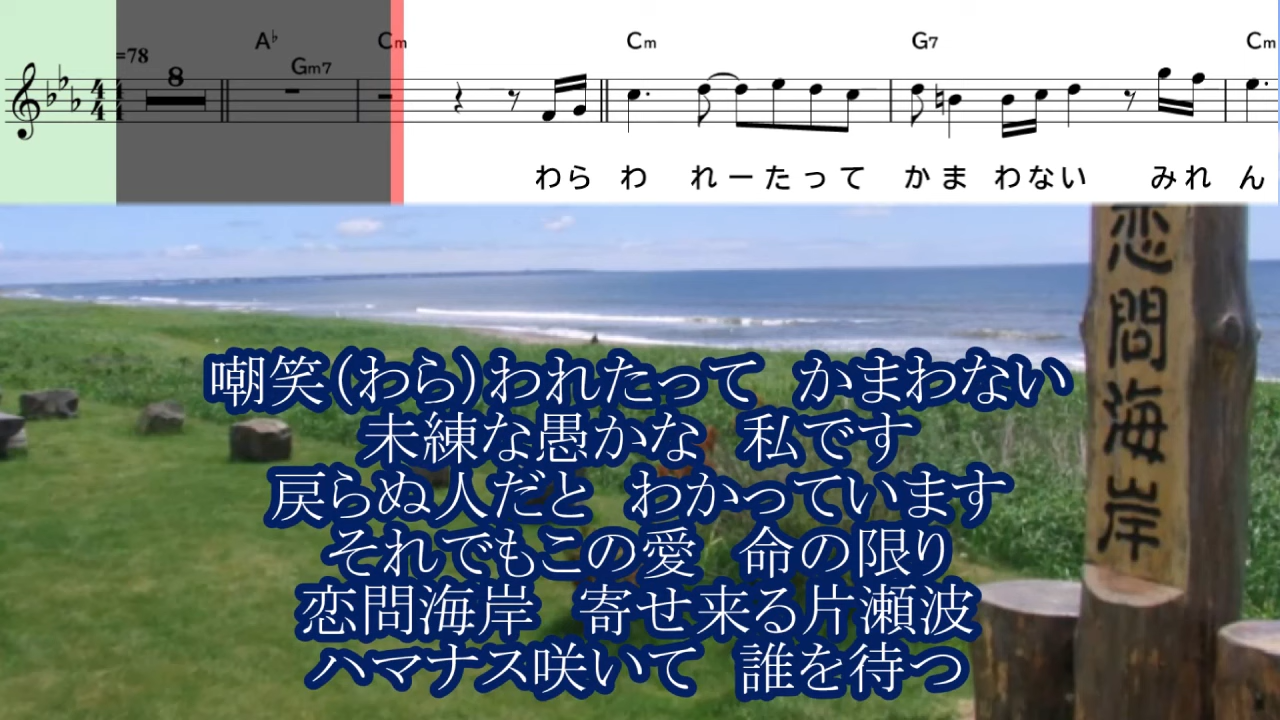 A♭ Cm Cm G7 Cm
=78 8 Gm7
4 4 4 4
わら わ れーたって かま わない みれ ん
恋問海岸
嘲笑(わら)われたって かまわない
未練な愚かな 私です
戻らぬ人だと わかっています
それでもこの愛 命の限り
恋問海岸 寄せ来る片瀬波
ハマナス咲いて 誰を待つ